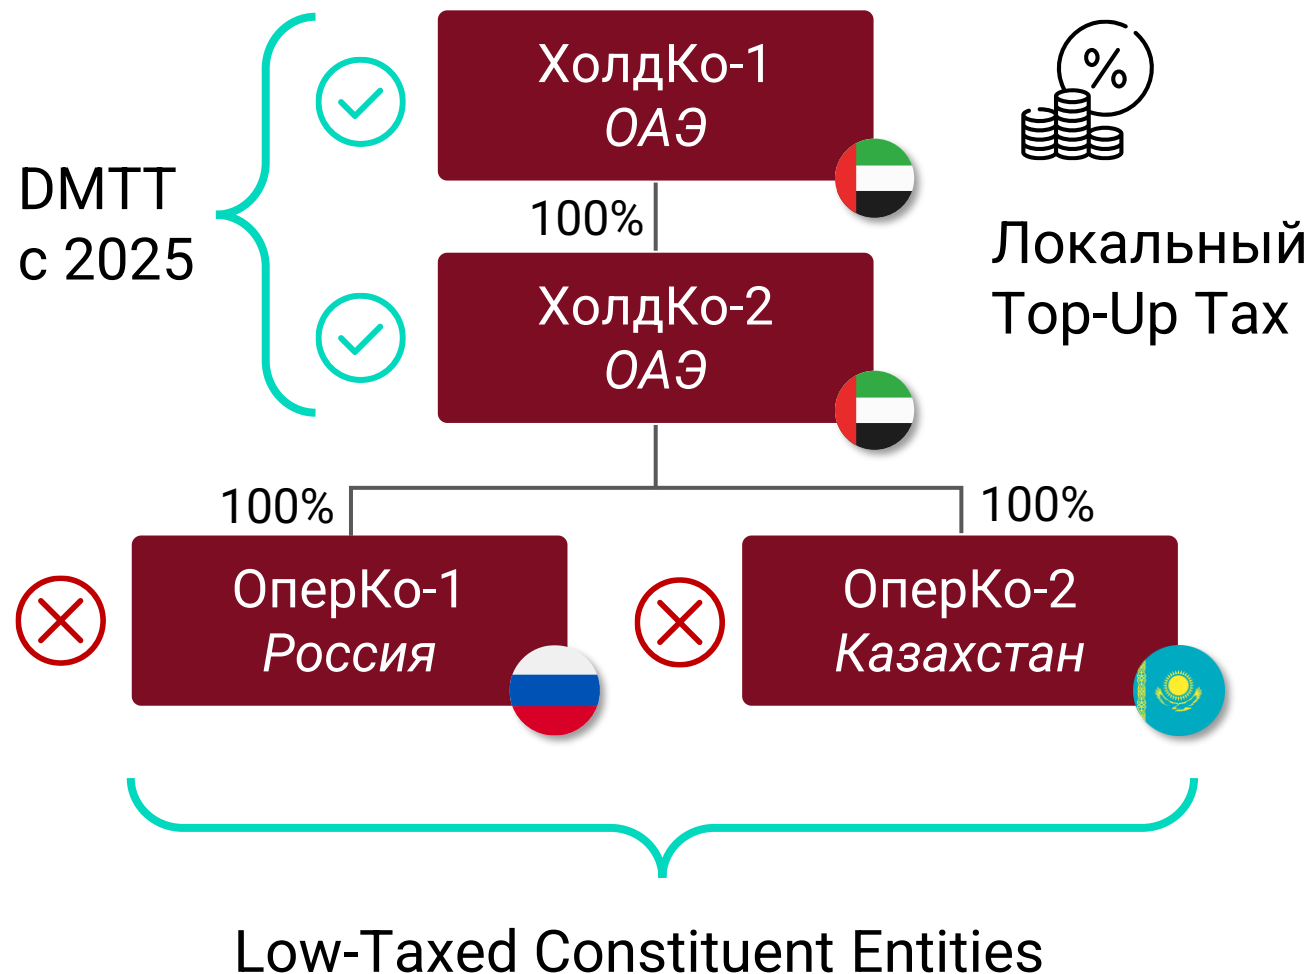 ХолдКо-1
ОАЭ
DMTT
с 2025
100%
Локальный
Top-Up Tax
ХолдКо-2
ОАЭ
100%
100%
ОперКо-1
Россия
ОперКо-2
Казахстан
Low-Taxed Constituent Entities